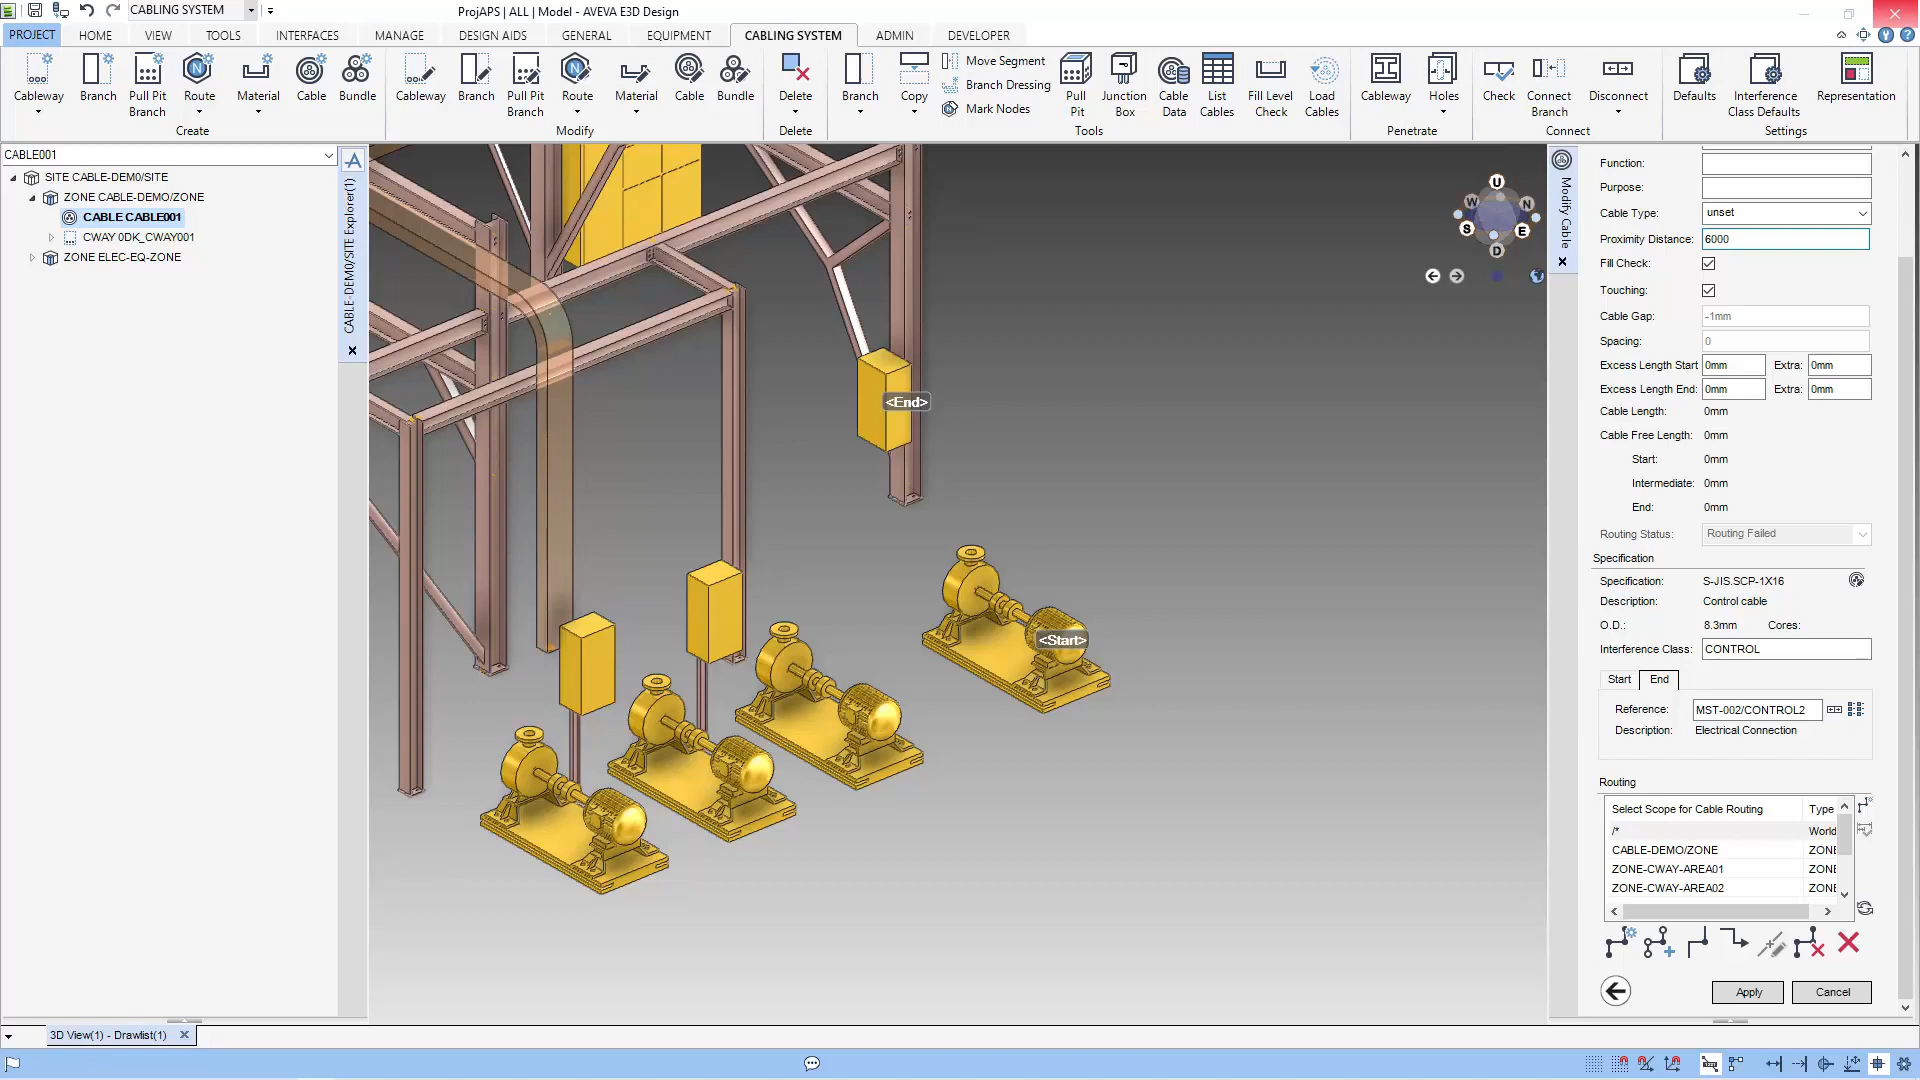 CABLING SYSTEM
ProjAPS | ALL | Model - AVEVA E3D Design
PROJECT HOME VIEW TOOLS INTERFACES MANAGE DESIGN AIDS GENERAL EQUIPMENT CABLING SYSTEM ADMIN DEVELOPER
Cableway Branch Pull Pit Branch Route Material Cable Bundle
Create
Cableway Branch Pull Pit Branch Route Material Cable Bundle
Modify
Delete
Delete
Branch Copy
Move Segment
Branch Dressing
Mark Nodes
Pull Pit Junction Box Cable Data List Cables Fill Level Check Load Cables
Tools
Cableway Holes
Penetrate
Check Connect Branch Disconnect
Connect
Defaults Interference Class Defaults Representation
Settings
CABLE001
SITE CABLE-DEM0/SITE
ZONE CABLE-DEMO/ZONE
CABLE CABLE001
CWAY 0DK_CWAY001
ZONE ELEC-EQ-ZONE
CABLE-DEM0/SITE Explorer(1)
U
W N
S E
D
<End>
<Start>
Modify Cable
Function:
Purpose:
Cable Type: unset
Proximity Distance: 6000
Fill Check:
Touching:
Cable Gap: -1mm
Spacing: 0
Excess Length Start 0mm Extra: 0mm
Excess Length End: 0mm Extra: 0mm
Cable Length: 0mm
Cable Free Length: 0mm
Start: 0mm
Intermediate: 0mm
End: 0mm
Routing Status: Routing Failed
Specification
Specification: S-JIS.SCP-1X16
Description: Control cable
O.D.: 8.3mm Cores:
Interference Class: CONTROL
Start End
Reference: MST-002/CONTROL2
Description: Electrical Connection
Routing
Select Scope for Cable Routing Type
/* World
CABLE-DEMO/ZONE ZONE
ZONE-CWAY-AREA01 ZONE
ZONE-CWAY-AREA02 ZONE
Apply Cancel
3D View(1) - Drawlist(1)